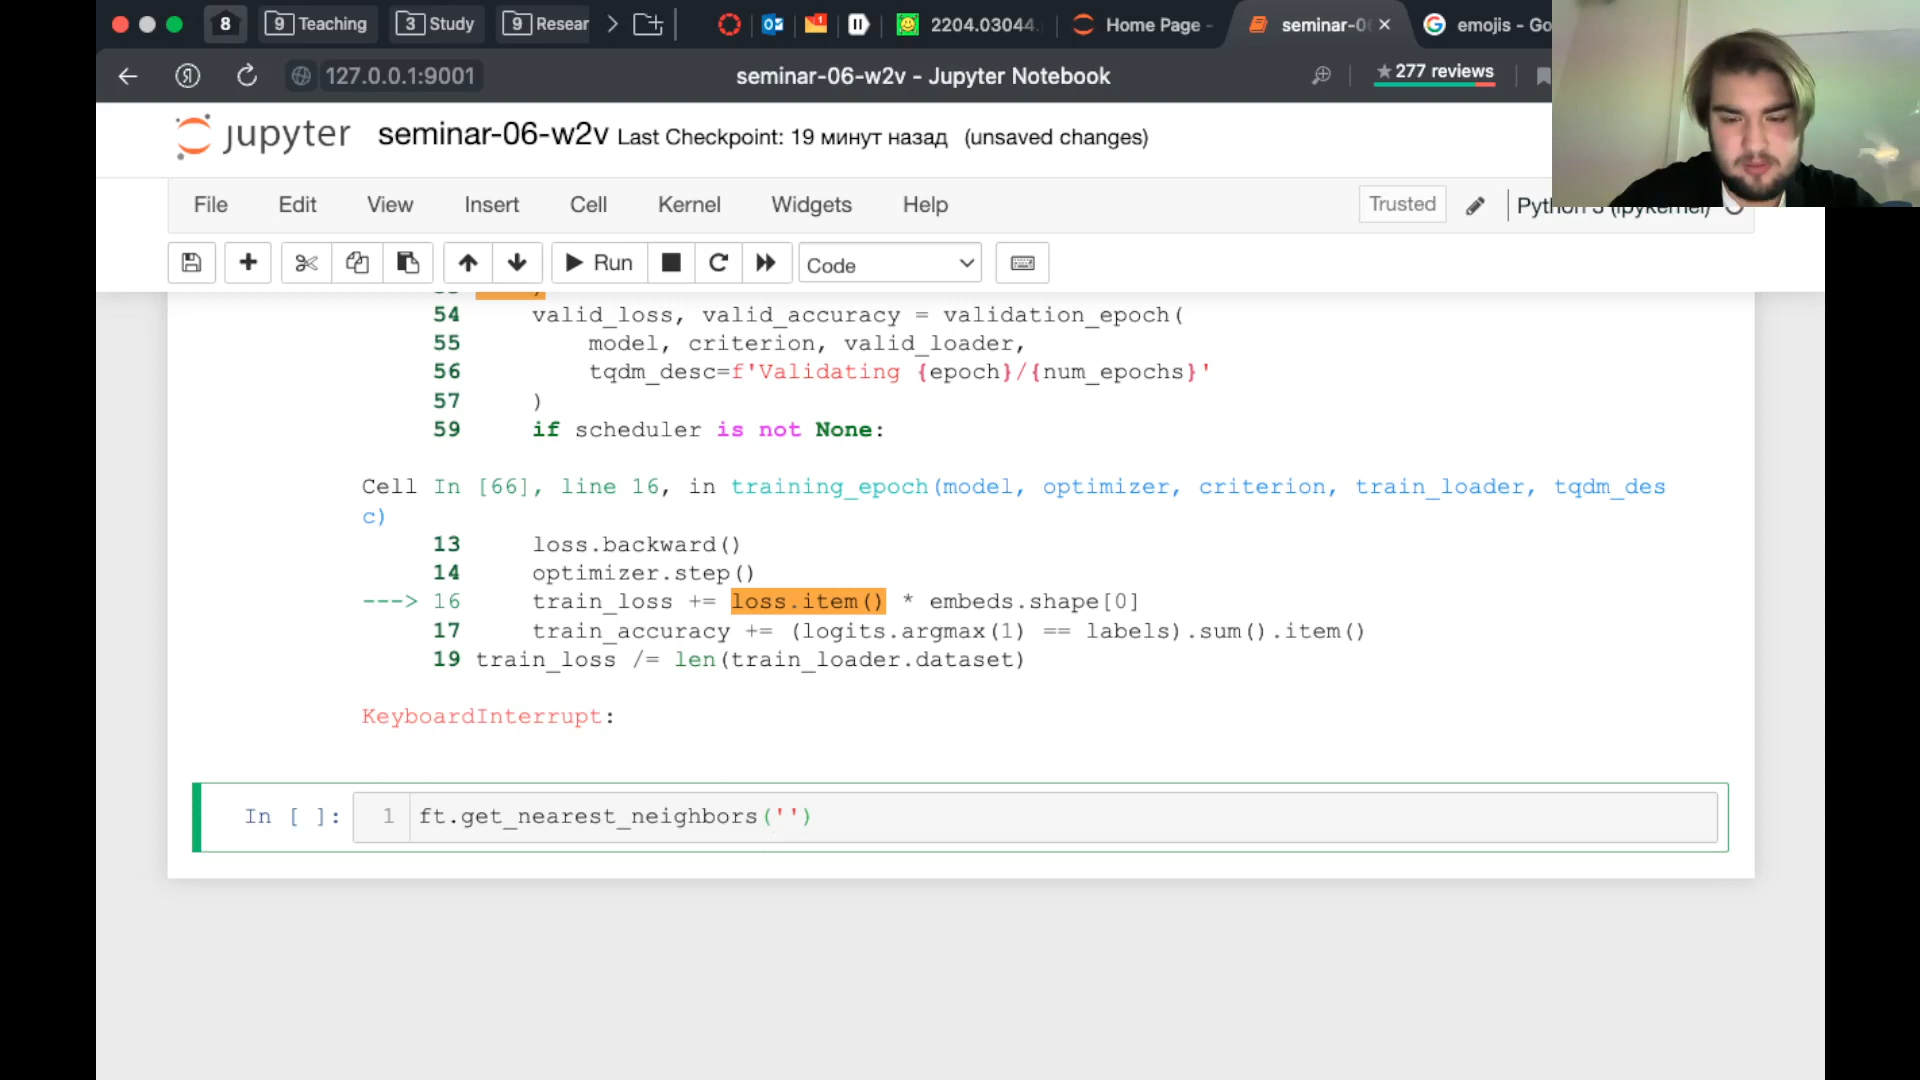 8 9 Teaching 3 Study 9 Resear 1 2204.03044. Home Page - seminar-0 emojis - Go
127.0.0.1:9001 seminar-06-w2v - Jupyter Notebook ★277 reviews
jupyter seminar-06-w2v Last Checkpoint: 19 минут назад (unsaved changes)
File Edit View Insert Cell Kernel Widgets Help Trusted Python 3 (ipykernel)
Run Code
54 valid_loss, valid_accuracy = validation_epoch(
55 model, criterion, valid_loader,
56 tqdm_desc=f'Validating {epoch}/{num_epochs}'
57 )
59 if scheduler is not None:
Cell In [66], line 16, in training_epoch(model, optimizer, criterion, train_loader, tqdm_des
c)
13 loss.backward()
14 optimizer.step()
---> 16 train_loss += loss.item() * embeds.shape[0]
17 train_accuracy += (logits.argmax(1) == labels).sum().item()
19 train_loss /= len(train_loader.dataset)
KeyboardInterrupt:
In [ ]: 1 ft.get_nearest_neighbors('')